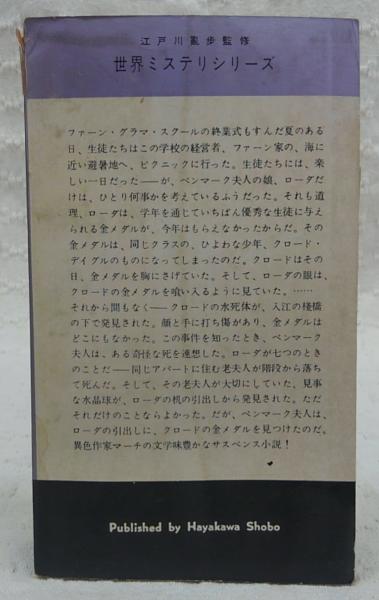 江戸川亂歩監修
世界ミステリシリーズ
ファーン・グラマ・スクールの終業式もすんだ夏のある
日、生徒たちはこの学校の経営者、ファーン家の、海に
近い避暑地へ、ピクニックに行った。生徒たちには、楽
しい一日だった——が、ペンマーク夫人の娘、ローダだ
けは、ひとり何事かを考えているふうだった。それも道
理、ローダは、学年を通じていちばん優秀な生徒に与え
られる金メダルが、今年はもらえなかったからだ。その
金メダルは、同じクラスの、ひよわな少年、クロード・
デイグルのものになってしまったのだ。クロードはその
日、金メダルを胸にさげていた。そして、ローダの眼は、
クロードの金メダルを喰い入るように見ていた。……
それから間もなく——クロードの水死体が、入江の棧橋
の下で発見された。顔と手に打ち傷があり、金メダルは
どこにもなかった。この事件を知ったとき、ペンマーク
夫人は、ある奇怪な死を連想した。ローダが七つのとき
のことだ——同じアパートに住む老夫人が階段から落ち
て死んだ。そして、その老夫人が大切にしていた、見事
な水晶球が、ローダの机の引出しから発見された。ただ
それだけのことならよかった。だが、ペンマーク夫人は、
ローダの引出しに、クロードの金メダルを見つけたのだ。
異色作家マーチの文学味豊かなサスペンス小説！
Published by Hayakawa Shobo